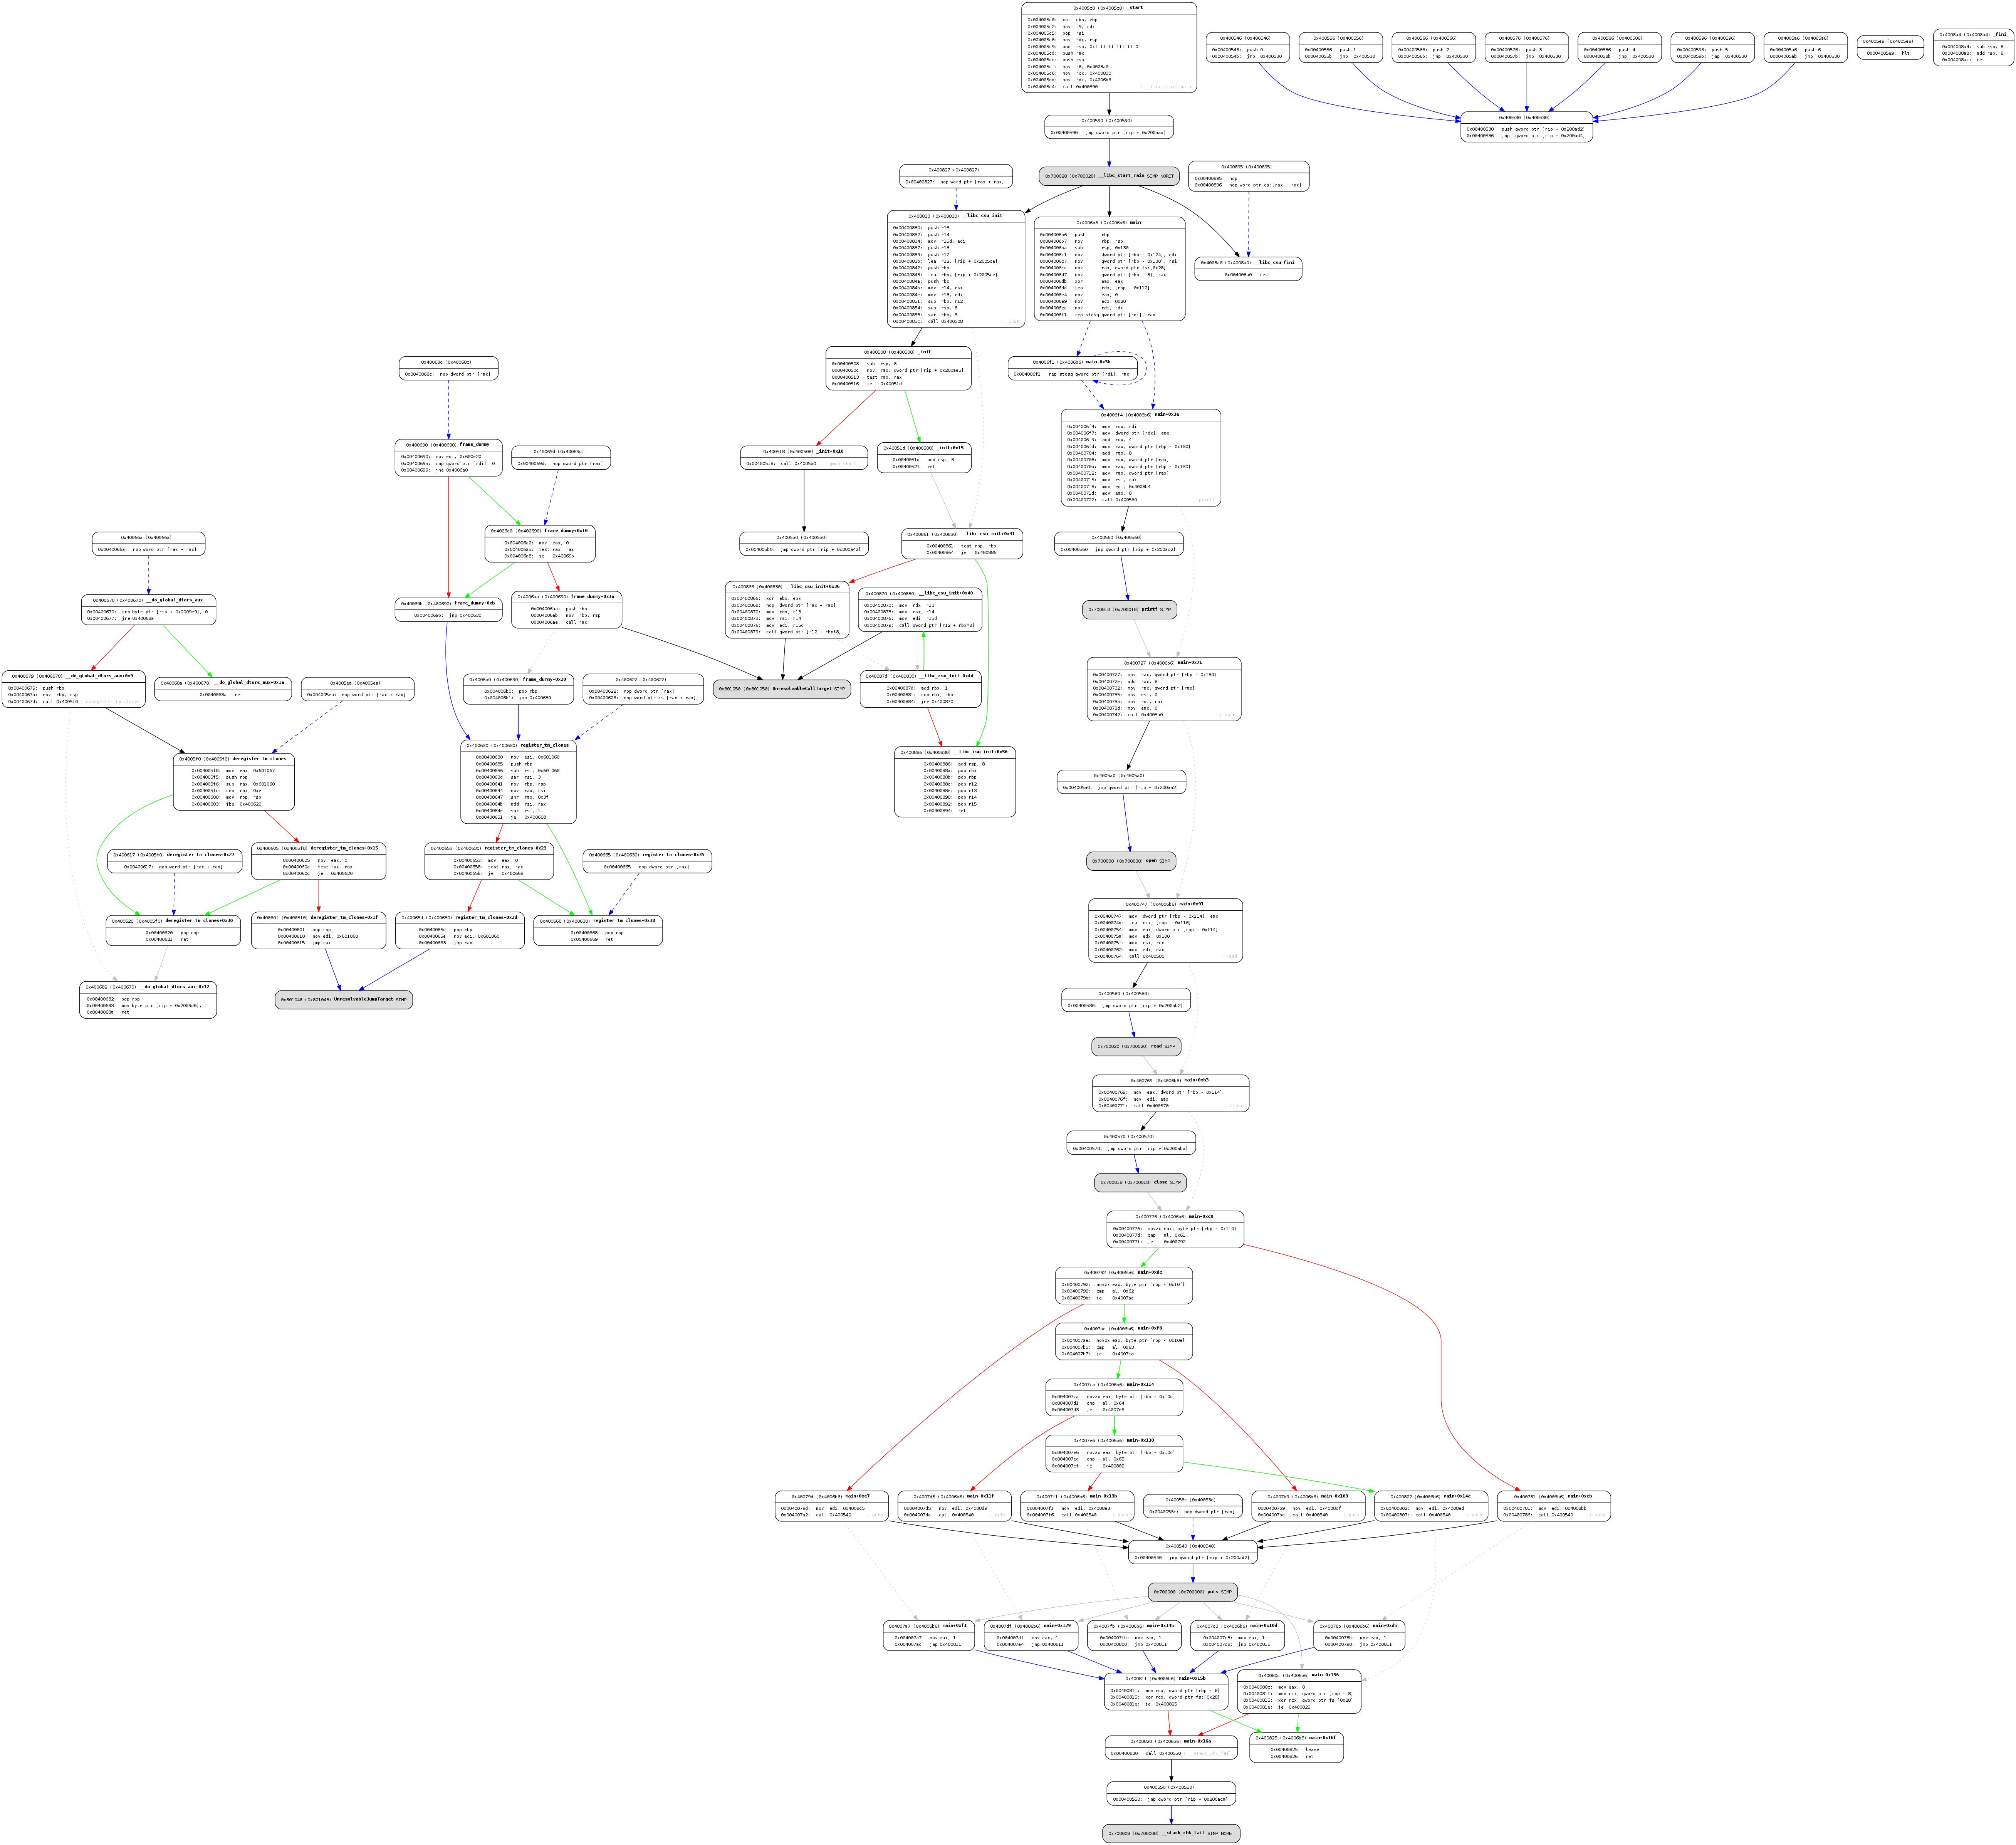 0x4005c0 (0x4005c0) _start
0x004005c0: xor ebp, ebp
0x004005c2: mov r9, rdx
0x004005c5: pop rsi
0x004005c6: mov rdx, rsp
0x004005c9: and rsp, 0xfffffffffffffff0
0x004005cd: push rax
0x004005ce: push rsp
0x004005cf: mov r8, 0x4008a0
0x004005d6: mov rcx, 0x400830
0x004005dd: mov rdi, 0x4006b6
0x004005e4: call 0x400590 ; __libc_start_main
0x400546 (0x400546)
0x00400546: push 0
0x0040054b: jmp 0x400530
0x400556 (0x400556)
0x00400556: push 1
0x0040055b: jmp 0x400530
0x400566 (0x400566)
0x00400566: push 2
0x0040056b: jmp 0x400530
0x400576 (0x400576)
0x00400576: push 3
0x0040057b: jmp 0x400530
0x400586 (0x400586)
0x00400586: push 4
0x0040058b: jmp 0x400530
0x400596 (0x400596)
0x00400596: push 5
0x0040059b: jmp 0x400530
0x4005a6 (0x4005a6)
0x004005a6: push 6
0x004005ab: jmp 0x400530
0x4005e9 (0x4005e9)
0x004005e9: hlt
0x4008a4 (0x4008a4) _fini
0x004008a4: sub rsp, 8
0x004008a8: add rsp, 8
0x004008ac: ret
0x400590 (0x400590)
0x00400590: jmp qword ptr [rip + 0x200aaa]
0x400530 (0x400530)
0x00400530: push qword ptr [rip + 0x200ad2]
0x00400536: jmp qword ptr [rip + 0x200ad4]
0x400827 (0x400827)
0x00400827: nop word ptr [rax + rax]
0x700028 (0x700028) __libc_start_main SIMP NORET
0x400895 (0x400895)
0x00400895: nop
0x00400896: nop word ptr cs:[rax + rax]
0x400830 (0x400830) __libc_csu_init
0x00400830: push r15
0x00400832: push r14
0x00400834: mov r15d, edi
0x00400837: push r13
0x00400839: push r12
0x0040083b: lea r12, [rip + 0x2005ce]
0x00400842: push rbp
0x00400843: lea rbp, [rip + 0x2005ce]
0x0040084a: push rbx
0x0040084b: mov r14, rsi
0x0040084e: mov r13, rdx
0x00400851: sub rbp, r12
0x00400854: sub rsp, 8
0x00400858: sar rbp, 3
0x0040085c: call 0x400508 ; _init
0x4006b6 (0x4006b6) main
0x004006b6: push rbp
0x004006b7: mov rbp, rsp
0x004006ba: sub rsp, 0x130
0x004006c1: mov dword ptr [rbp - 0x124], edi
0x004006c7: mov qword ptr [rbp - 0x130], rsi
0x004006ce: mov rax, qword ptr fs:[0x28]
0x004006d7: mov qword ptr [rbp - 8], rax
0x004006db: xor eax, eax
0x004006dd: lea rdx, [rbp - 0x110]
0x004006e4: mov eax, 0
0x004006e9: mov ecx, 0x20
0x004006ee: mov rdi, rdx
0x004006f1: rep stosq qword ptr [rdi], rax
0x4008a0 (0x4008a0) __libc_csu_fini
0x004008a0: ret
0x40068c (0x40068c)
0x0040068c: nop dword ptr [rax]
0x400508 (0x400508) _init
0x00400508: sub rsp, 8
0x0040050c: mov rax, qword ptr [rip + 0x200ae5]
0x00400513: test rax, rax
0x00400516: je 0x40051d
0x4006f1 (0x4006b6) main+0x3b
0x004006f1: rep stosq qword ptr [rdi], rax
0x400690 (0x400690) frame_dummy
0x00400690: mov edi, 0x600e20
0x00400695: cmp qword ptr [rdi], 0
0x00400699: jne 0x4006a0
0x40069d (0x40069d)
0x0040069d: nop dword ptr [rax]
0x400518 (0x400508) _init+0x10
0x00400518: call 0x4005b0 ; __gmon_start__
0x40051d (0x400508) _init+0x15
0x0040051d: add rsp, 8
0x00400521: ret
0x4006f4 (0x4006b6) main+0x3e
0x004006f4: mov rdx, rdi
0x004006f7: mov dword ptr [rdx], eax
0x004006f9: add rdx, 4
0x004006fd: mov rax, qword ptr [rbp - 0x130]
0x00400704: add rax, 8
0x00400708: mov rdx, qword ptr [rax]
0x0040070b: mov rax, qword ptr [rbp - 0x130]
0x00400712: mov rax, qword ptr [rax]
0x00400715: mov rsi, rax
0x00400718: mov edi, 0x4008b4
0x0040071d: mov eax, 0
0x00400722: call 0x400560 ; printf
0x40066a (0x40066a)
0x0040066a: nop word ptr [rax + rax]
0x4006a0 (0x400690) frame_dummy+0x10
0x004006a0: mov eax, 0
0x004006a5: test rax, rax
0x004006a8: je 0x40069b
0x4005b0 (0x4005b0)
0x004005b0: jmp qword ptr [rip + 0x200a42]
0x400861 (0x400830) __libc_csu_init+0x31
0x00400861: test rbp, rbp
0x00400864: je 0x400886
0x400560 (0x400560)
0x00400560: jmp qword ptr [rip + 0x200ac2]
0x400670 (0x400670) __do_global_dtors_aux
0x00400670: cmp byte ptr [rip + 0x2009e9], 0
0x00400677: jne 0x40068a
0x40069b (0x400690) frame_dummy+0xb
0x0040069b: jmp 0x400630
0x4006aa (0x400690) frame_dummy+0x1a
0x004006aa: push rbp
0x004006ab: mov rbp, rsp
0x004006ae: call rax
0x400866 (0x400830) __libc_csu_init+0x36
0x00400866: xor ebx, ebx
0x00400868: nop dword ptr [rax + rax]
0x00400870: mov rdx, r13
0x00400873: mov rsi, r14
0x00400876: mov edi, r15d
0x00400879: call qword ptr [r12 + rbx*8]
0x400870 (0x400830) __libc_csu_init+0x40
0x00400870: mov rdx, r13
0x00400873: mov rsi, r14
0x00400876: mov edi, r15d
0x00400879: call qword ptr [r12 + rbx*8]
0x700010 (0x700010) printf SIMP
0x400679 (0x400670) __do_global_dtors_aux+0x9
0x00400679: push rbp
0x0040067a: mov rbp, rsp
0x0040067d: call 0x4005f0 ; deregister_tm_clones
0x40068a (0x400670) __do_global_dtors_aux+0x1a
0x0040068a: ret
0x4005ea (0x4005ea)
0x004005ea: nop word ptr [rax + rax]
0x4006b0 (0x400690) frame_dummy+0x20
0x004006b0: pop rbp
0x004006b1: jmp 0x400630
0x400622 (0x400622)
0x00400622: nop dword ptr [rax]
0x00400626: nop word ptr cs:[rax + rax]
0x801050 (0x801050) UnresolvableCallTarget SIMP
0x40087d (0x400830) __libc_csu_init+0x4d
0x0040087d: add rbx, 1
0x00400881: cmp rbx, rbp
0x00400884: jne 0x400870
0x400727 (0x4006b6) main+0x71
0x00400727: mov rax, qword ptr [rbp - 0x130]
0x0040072e: add rax, 8
0x00400732: mov rax, qword ptr [rax]
0x00400735: mov esi, 0
0x0040073a: mov rdi, rax
0x0040073d: mov eax, 0
0x00400742: call 0x4005a0 ; open
0x4005f0 (0x4005f0) deregister_tm_clones
0x004005f0: mov eax, 0x601067
0x004005f5: push rbp
0x004005f6: sub rax, 0x601060
0x004005fc: cmp rax, 0xe
0x00400600: mov rbp, rsp
0x00400603: jbe 0x400620
0x400630 (0x400630) register_tm_clones
0x00400630: mov esi, 0x601060
0x00400635: push rbp
0x00400636: sub rsi, 0x601060
0x0040063d: sar rsi, 3
0x00400641: mov rbp, rsp
0x00400644: mov rax, rsi
0x00400647: shr rax, 0x3f
0x0040064b: add rsi, rax
0x0040064e: sar rsi, 1
0x00400651: je 0x400668
0x400886 (0x400830) __libc_csu_init+0x56
0x00400886: add rsp, 8
0x0040088a: pop rbx
0x0040088b: pop rbp
0x0040088c: pop r12
0x0040088e: pop r13
0x00400890: pop r14
0x00400892: pop r15
0x00400894: ret
0x4005a0 (0x4005a0)
0x004005a0: jmp qword ptr [rip + 0x200aa2]
0x400617 (0x4005f0) deregister_tm_clones+0x27
0x00400617: nop word ptr [rax + rax]
0x400605 (0x4005f0) deregister_tm_clones+0x15
0x00400605: mov eax, 0
0x0040060a: test rax, rax
0x0040060d: je 0x400620
0x400653 (0x400630) register_tm_clones+0x23
0x00400653: mov eax, 0
0x00400658: test rax, rax
0x0040065b: je 0x400668
0x400665 (0x400630) register_tm_clones+0x35
0x00400665: nop dword ptr [rax]
0x700030 (0x700030) open SIMP
0x400620 (0x4005f0) deregister_tm_clones+0x30
0x00400620: pop rbp
0x00400621: ret
0x40060f (0x4005f0) deregister_tm_clones+0x1f
0x0040060f: pop rbp
0x00400610: mov edi, 0x601060
0x00400615: jmp rax
0x40065d (0x400630) register_tm_clones+0x2d
0x0040065d: pop rbp
0x0040065e: mov edi, 0x601060
0x00400663: jmp rax
0x400668 (0x400630) register_tm_clones+0x38
0x00400668: pop rbp
0x00400669: ret
0x400747 (0x4006b6) main+0x91
0x00400747: mov dword ptr [rbp - 0x114], eax
0x0040074d: lea rcx, [rbp - 0x110]
0x00400754: mov eax, dword ptr [rbp - 0x114]
0x0040075a: mov edx, 0x100
0x0040075f: mov rsi, rcx
0x00400762: mov edi, eax
0x00400764: call 0x400580 ; read
0x400682 (0x400670) __do_global_dtors_aux+0x12
0x00400682: pop rbp
0x00400683: mov byte ptr [rip + 0x2009d6], 1
0x0040068a: ret
0x801048 (0x801048) UnresolvableJumpTarget SIMP
0x400580 (0x400580)
0x00400580: jmp qword ptr [rip + 0x200ab2]
0x700020 (0x700020) read SIMP
0x400769 (0x4006b6) main+0xb3
0x00400769: mov eax, dword ptr [rbp - 0x114]
0x0040076f: mov edi, eax
0x00400771: call 0x400570 ; close
0x400570 (0x400570)
0x00400570: jmp qword ptr [rip + 0x200aba]
0x700018 (0x700018) close SIMP
0x400776 (0x4006b6) main+0xc0
0x00400776: movzx eax, byte ptr [rbp - 0x110]
0x0040077d: cmp al, 0x61
0x0040077f: je 0x400792
0x400792 (0x4006b6) main+0xdc
0x00400792: movzx eax, byte ptr [rbp - 0x10f]
0x00400799: cmp al, 0x62
0x0040079b: je 0x4007ae
0x4007ae (0x4006b6) main+0xf8
0x004007ae: movzx eax, byte ptr [rbp - 0x10e]
0x004007b5: cmp al, 0x63
0x004007b7: je 0x4007ca
0x4007ca (0x4006b6) main+0x114
0x004007ca: movzx eax, byte ptr [rbp - 0x10d]
0x004007d1: cmp al, 0x64
0x004007d3: je 0x4007e6
0x4007e6 (0x4006b6) main+0x130
0x004007e6: movzx eax, byte ptr [rbp - 0x10c]
0x004007ed: cmp al, 0x65
0x004007ef: je 0x400802
0x40079d (0x4006b6) main+0xe7
0x0040079d: mov edi, 0x4008c5
0x004007a2: call 0x400540 ; puts
0x4007d5 (0x4006b6) main+0x11f
0x004007d5: mov edi, 0x4008d9
0x004007da: call 0x400540 ; puts
0x4007f1 (0x4006b6) main+0x13b
0x004007f1: mov edi, 0x4008e3
0x004007f6: call 0x400540 ; puts
0x40053c (0x40053c)
0x0040053c: nop dword ptr [rax]
0x4007b9 (0x4006b6) main+0x103
0x004007b9: mov edi, 0x4008cf
0x004007be: call 0x400540 ; puts
0x400802 (0x4006b6) main+0x14c
0x00400802: mov edi, 0x4008ed
0x00400807: call 0x400540 ; puts
0x400781 (0x4006b6) main+0xcb
0x00400781: mov edi, 0x4008bb
0x00400786: call 0x400540 ; puts
0x400540 (0x400540)
0x00400540: jmp qword ptr [rip + 0x200ad2]
0x700000 (0x700000) puts SIMP
0x4007a7 (0x4006b6) main+0xf1
0x004007a7: mov eax, 1
0x004007ac: jmp 0x400811
0x4007df (0x4006b6) main+0x129
0x004007df: mov eax, 1
0x004007e4: jmp 0x400811
0x4007fb (0x4006b6) main+0x145
0x004007fb: mov eax, 1
0x00400800: jmp 0x400811
0x4007c3 (0x4006b6) main+0x10d
0x004007c3: mov eax, 1
0x004007c8: jmp 0x400811
0x40078b (0x4006b6) main+0xd5
0x0040078b: mov eax, 1
0x00400790: jmp 0x400811
0x400811 (0x4006b6) main+0x15b
0x00400811: mov rcx, qword ptr [rbp - 8]
0x00400815: xor rcx, qword ptr fs:[0x28]
0x0040081e: je 0x400825
0x40080c (0x4006b6) main+0x156
0x0040080c: mov eax, 0
0x00400811: mov rcx, qword ptr [rbp - 8]
0x00400815: xor rcx, qword ptr fs:[0x28]
0x0040081e: je 0x400825
0x400820 (0x4006b6) main+0x16a
0x00400820: call 0x400550 ; __stack_chk_fail
0x400825 (0x4006b6) main+0x16f
0x00400825: leave
0x00400826: ret
0x400550 (0x400550)
0x00400550: jmp qword ptr [rip + 0x200aca]
0x700008 (0x700008) __stack_chk_fail SIMP NORET